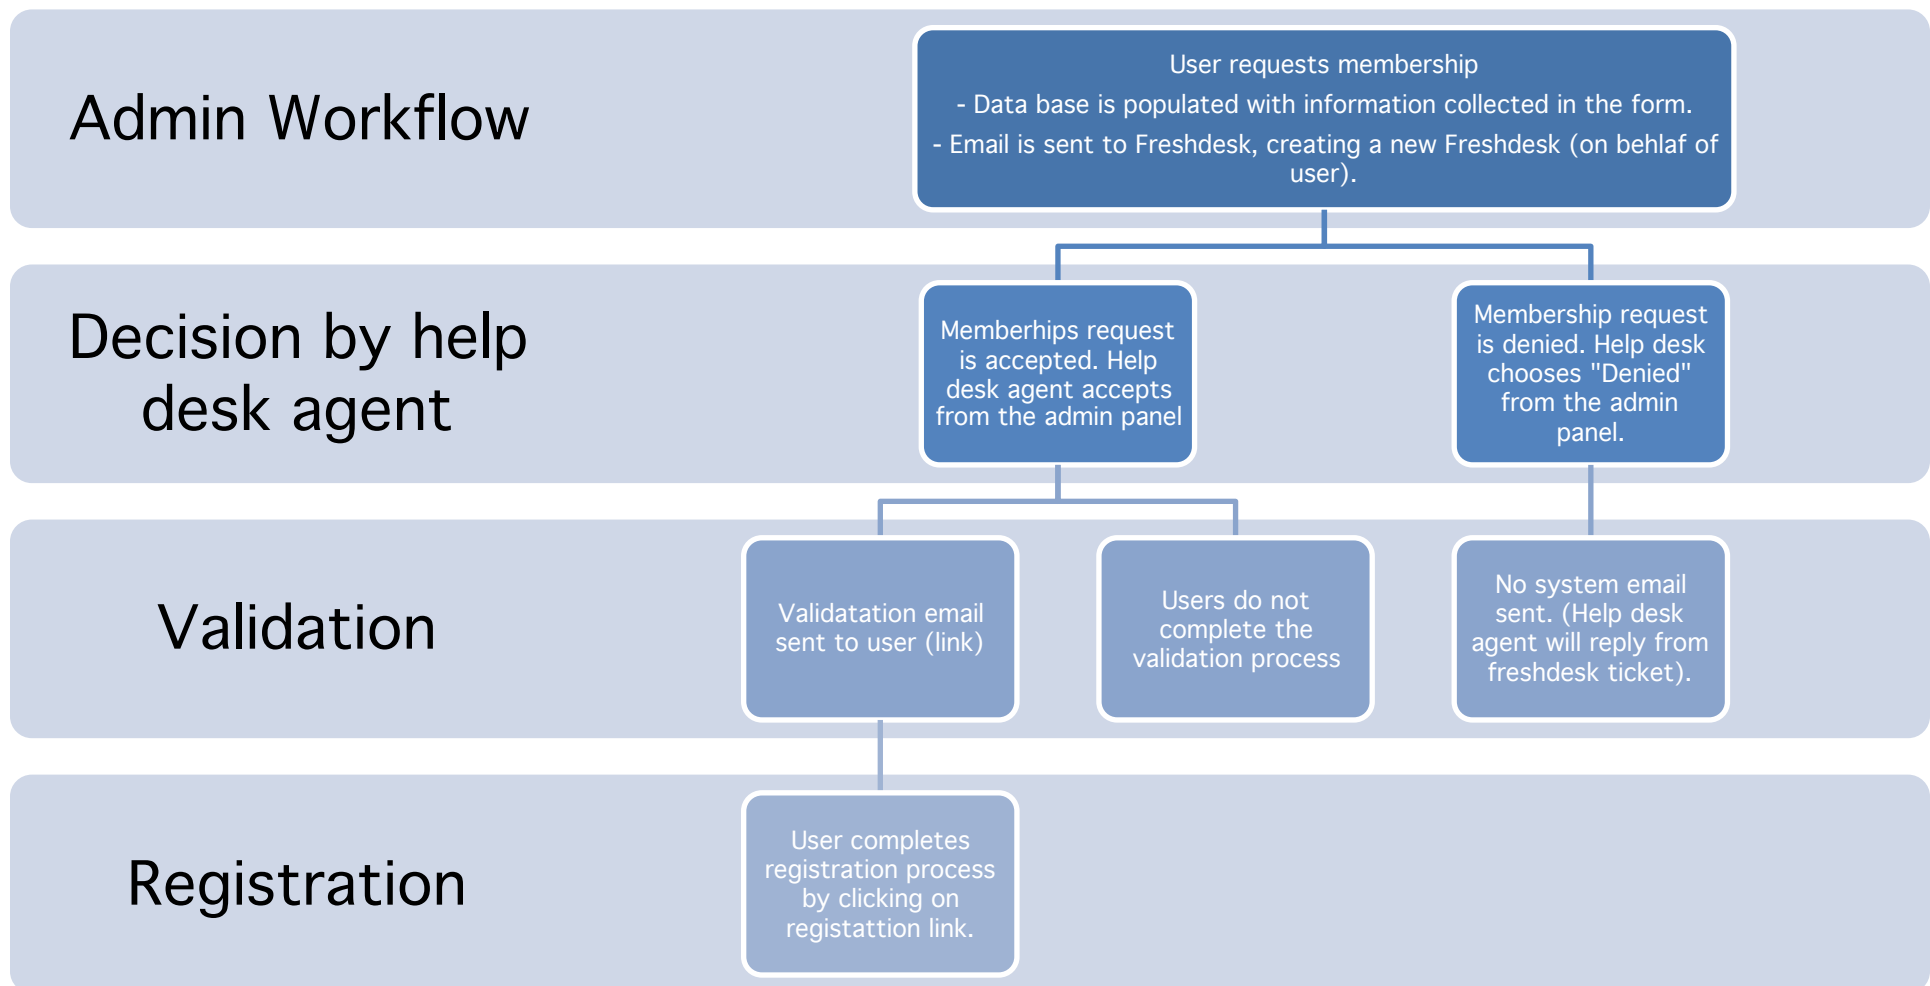 Admin Workflow
User requests membership
- Data base is populated with information collected in the form.
- Email is sent to Freshdesk, creating a new Freshdesk (on behlaf of
user).
Decision by help
desk agent
Memberhips request
is accepted. Help
desk agent accepts
from the admin panel
Membership request
is denied. Help desk
chooses "Denied"
from the admin
panel.
Validation
Validatation email
sent to user (link)
Users do not
complete the
validation process
No system email
sent. (Help desk
agent will reply from
freshdesk ticket).
Registration
User completes
registration process
by clicking on
registattion link.